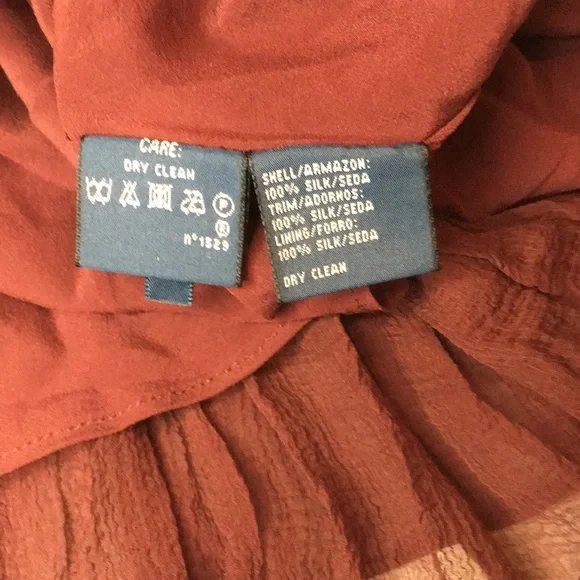 CARE:
DRY CLEAN
P
n°1529
SHELL/ARMAZON:
100% SILK/SEDA
TRIM/ADORNOS:
100% SILK/SEDA
LINING/FORRO:
100% SILK/SEDA
DRY CLEAN